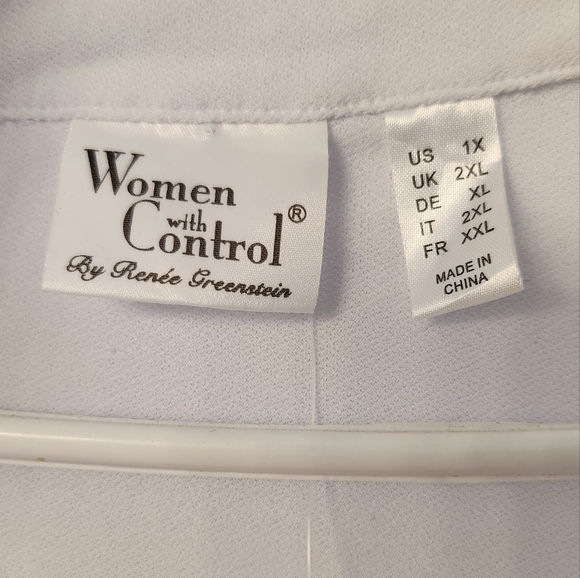 Women
with
Control®
By Renée Greenstein
US 1X
UK 2XL
DE XL
IT 2XL
FR XXL
MADE IN
CHINA